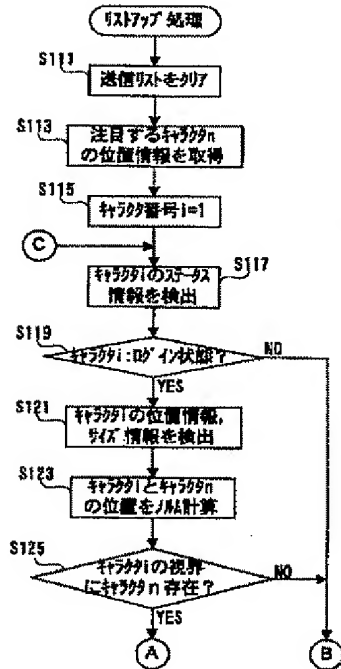 リストアップ処理
S111
送信リストをクリア
S113
注目するキャラクタn
の位置情報を取得
S115
キャラクタ番号i=1
C
S117
キャラクタiのステータス
情報を検出
S119
キャラクタi:ログイン状態?
NO
YES
S121
キャラクタiの位置情報,
サイズ情報を検出
S123
キャラクタiとキャラクタn
の位置をノルム計算
S125
キャラクタiの視界
にキャラクタn存在?
NO
YES
A
B